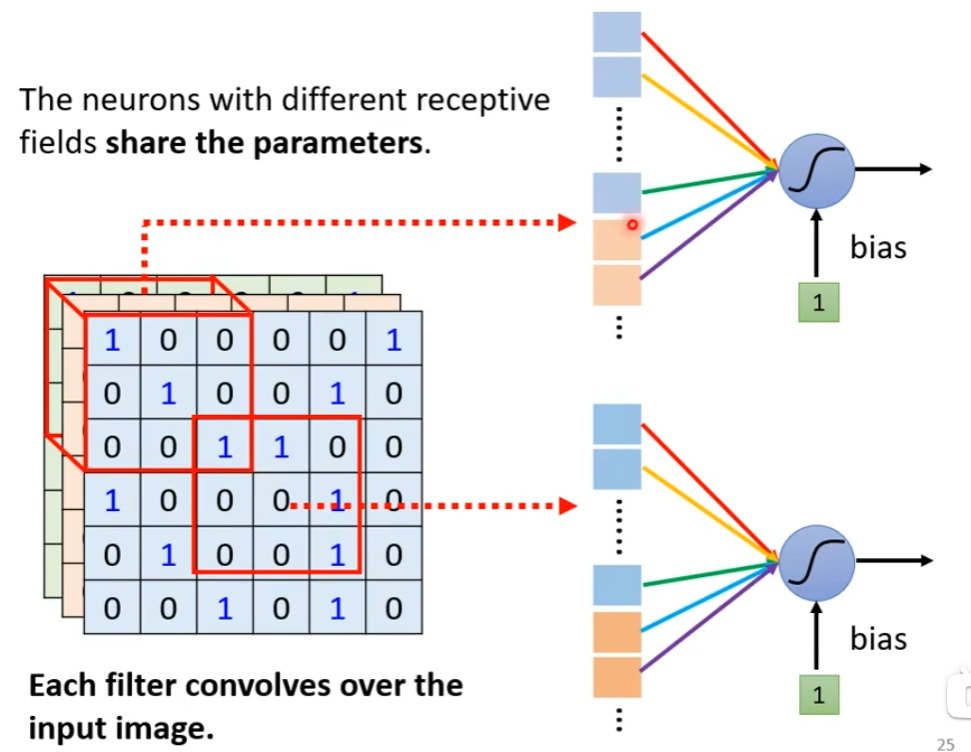 The neurons with different receptive
fields share the parameters.
bias
1
1 0 0 0 0 1
0 1 0 0 1 0
0 0 1 1 0 0
1 0 0 0 1 0
0 1 0 0 1 0
0 0 1 0 1 0
bias
1
Each filter convolves over the
input image.
25